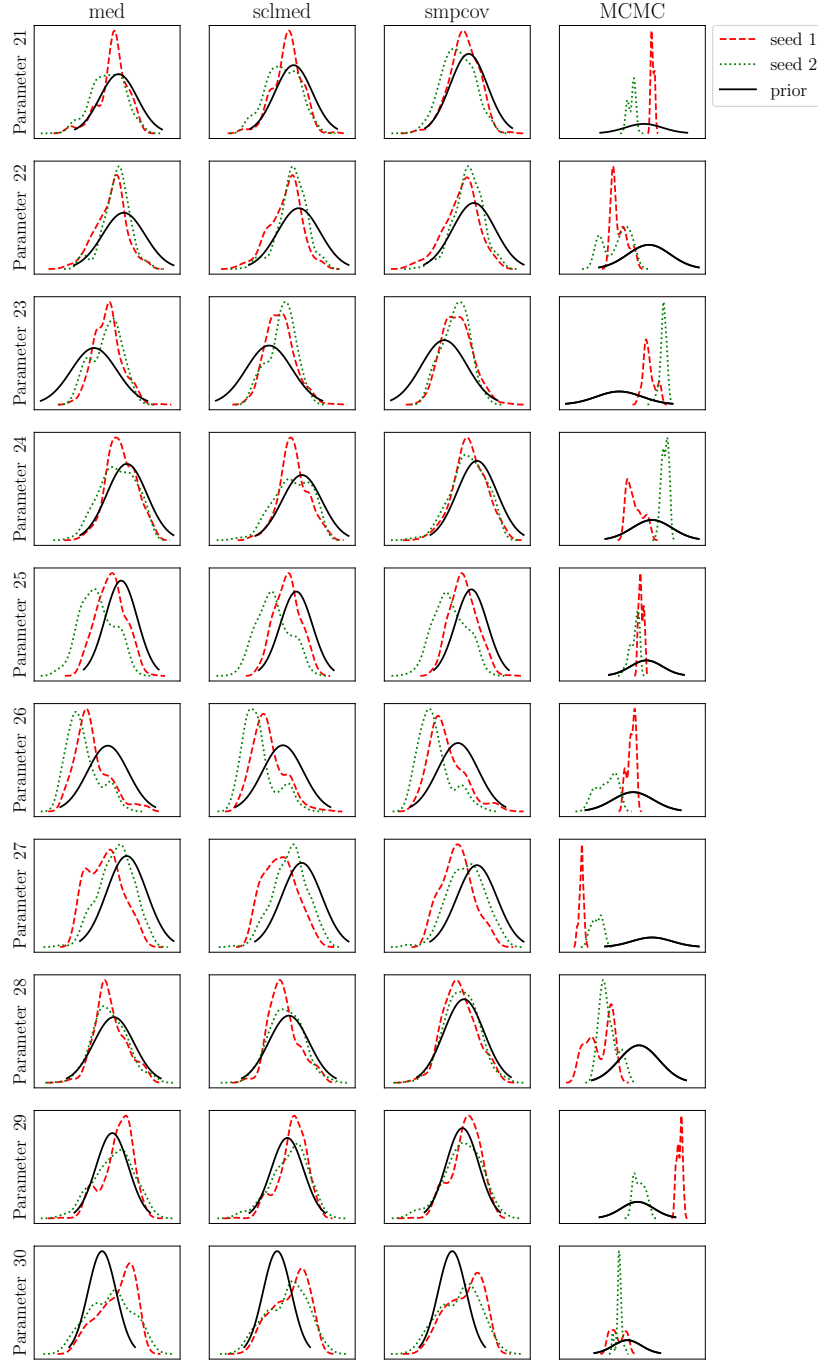 med sclmed smpcov MCMC
seed 1
seed 2
prior
Parameter 21
Parameter 22
Parameter 23
Parameter 24
Parameter 25
Parameter 26
Parameter 27
Parameter 28
Parameter 29
Parameter 30